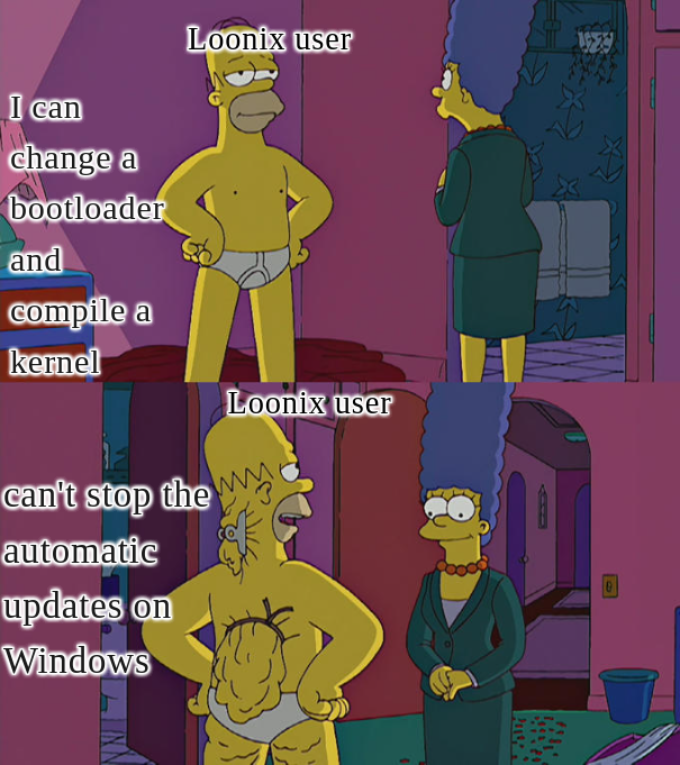 Loonix user
I can
change a
bootloader
and
compile a
kernel
Loonix user
can't stop the
automatic
updates on
Windows